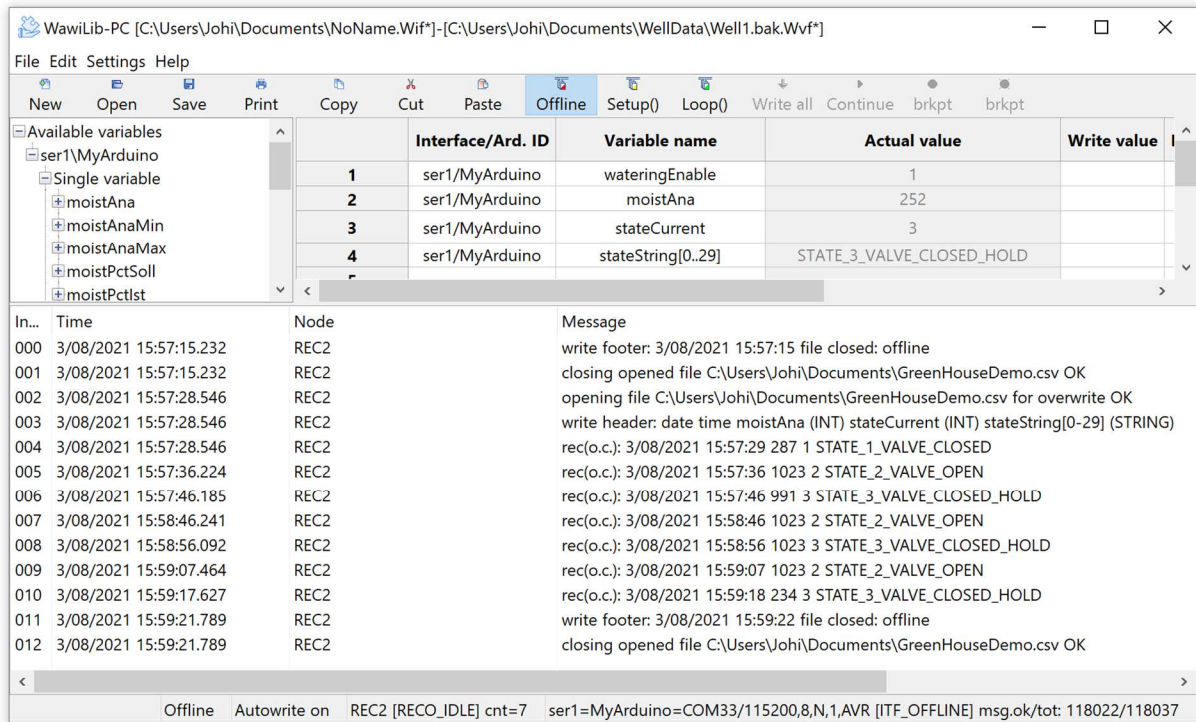 WawiLib-PC [C:\Users\Johi\Documents\NoName.Wif*]-[C:\Users\Johi\Documents\WellData\Well1.bak.Wvf*]
File Edit Settings Help
New Open Save Print Copy Cut Paste Offline Setup() Loop() Write all Continue brkpt brkpt
Available variables
ser1\MyArduino
Single variable
moistAna
moistAnaMin
moistAnaMax
moistPctSoll
moistPctIst
Interface/Ard. ID Variable name Actual value Write value
1 ser1/MyArduino wateringEnable 1
2 ser1/MyArduino moistAna 252
3 ser1/MyArduino stateCurrent 3
4 ser1/MyArduino stateString[0..29] STATE_3_VALVE_CLOSED_HOLD
In... Time Node Message
000 3/08/2021 15:57:15.232 REC2 write footer: 3/08/2021 15:57:15 file closed: offline
001 3/08/2021 15:57:15.232 REC2 closing opened file C:\Users\Johi\Documents\GreenHouseDemo.csv OK
002 3/08/2021 15:57:28.546 REC2 opening file C:\Users\Johi\Documents\GreenHouseDemo.csv for overwrite OK
003 3/08/2021 15:57:28.546 REC2 write header: date time moistAna (INT) stateCurrent (INT) stateString[0-29] (STRING)
004 3/08/2021 15:57:28.546 REC2 rec(o.c.): 3/08/2021 15:57:29 287 1 STATE_1_VALVE_CLOSED
005 3/08/2021 15:57:36.224 REC2 rec(o.c.): 3/08/2021 15:57:36 1023 2 STATE_2_VALVE_OPEN
006 3/08/2021 15:57:46.185 REC2 rec(o.c.): 3/08/2021 15:57:46 991 3 STATE_3_VALVE_CLOSED_HOLD
007 3/08/2021 15:58:46.241 REC2 rec(o.c.): 3/08/2021 15:58:46 1023 2 STATE_2_VALVE_OPEN
008 3/08/2021 15:58:56.092 REC2 rec(o.c.): 3/08/2021 15:58:56 1023 3 STATE_3_VALVE_CLOSED_HOLD
009 3/08/2021 15:59:07.464 REC2 rec(o.c.): 3/08/2021 15:59:07 1023 2 STATE_2_VALVE_OPEN
010 3/08/2021 15:59:17.627 REC2 rec(o.c.): 3/08/2021 15:59:18 234 3 STATE_3_VALVE_CLOSED_HOLD
011 3/08/2021 15:59:21.789 REC2 write footer: 3/08/2021 15:59:22 file closed: offline
012 3/08/2021 15:59:21.789 REC2 closing opened file C:\Users\Johi\Documents\GreenHouseDemo.csv OK
Offline Autowrite on REC2 [RECO_IDLE] cnt=7 ser1=MyArduino=COM33/115200,8,N,1,AVR [ITF_OFFLINE] msg.ok/tot: 118022/118037